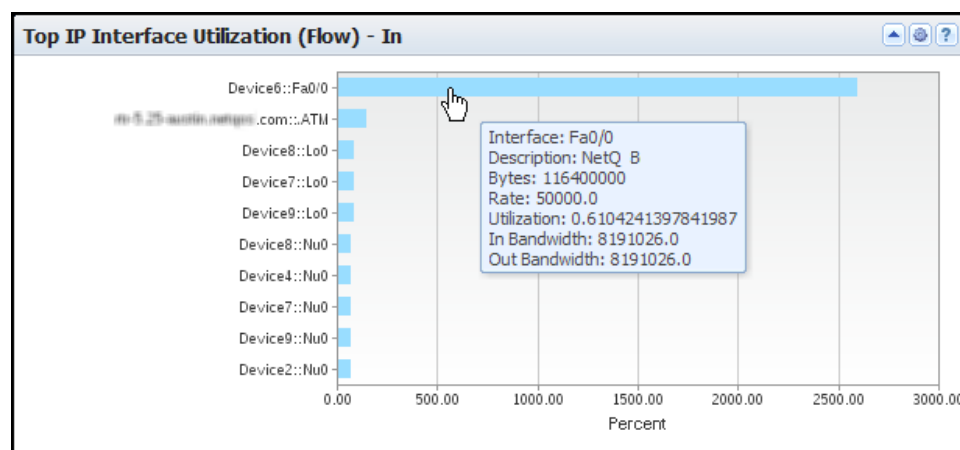 Top IP Interface Utilization (Flow) - In
?
Device6::Fa0/0
.com::ATM
Device8::Lo0
Device7::Lo0
Device9::Lo0
Device8::Nu0
Device4::Nu0
Device7::Nu0
Device9::Nu0
Device2::Nu0
Interface: Fa0/0
Description: NetQ B
Bytes: 116400000
Rate: 50000.0
Utilization: 0.6104241397841987
In Bandwidth: 8191026.0
Out Bandwidth: 8191026.0
0.00 500.00 1000.00 1500.00 2000.00 2500.00 3000.00
Percent